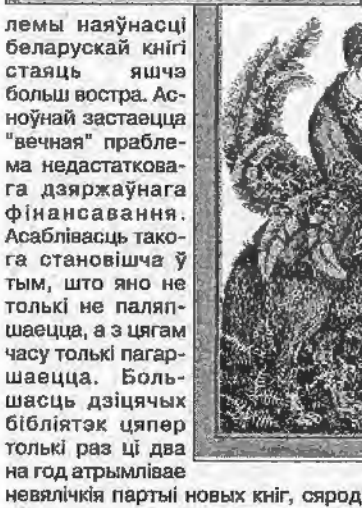 лемы наяўнасці
беларускай кнігі
стаяць яшчэ
больш востра. Ас-
ноўнай застаецца
"вечная" прабле-
ма недастаткова-
га дзяржаўнага
фінансавання.
Асаблівасць тако-
га становішча ў
тым, што яно не
толькі не паляп-
шаецца, а з цягам
часу толькі пагар-
шаецца. Боль-
шасць дзіцячых
бібліятэк цяпер
толькі раз ці два
на год атрымлівае
невялічкія партыі новых кніг, сярод